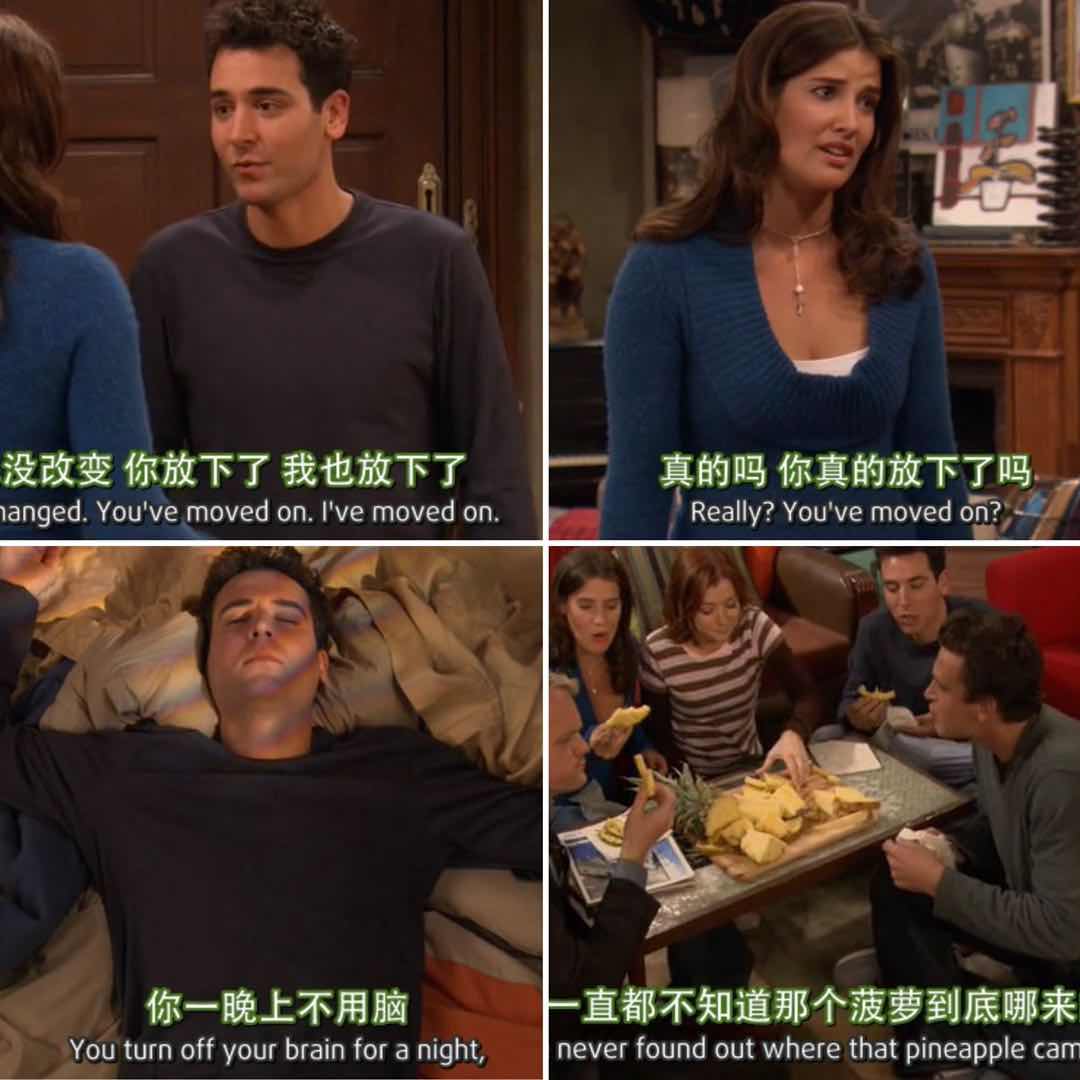 没改变 你放下了 我也放下了
hanged. You've moved on. I've moved on.
真的吗 你真的放下了吗
Really? You've moved on?
你一晚上不用脑
You turn off your brain for a night,
一直都不知道那个菠萝到底哪来
never found out where that pineapple cam